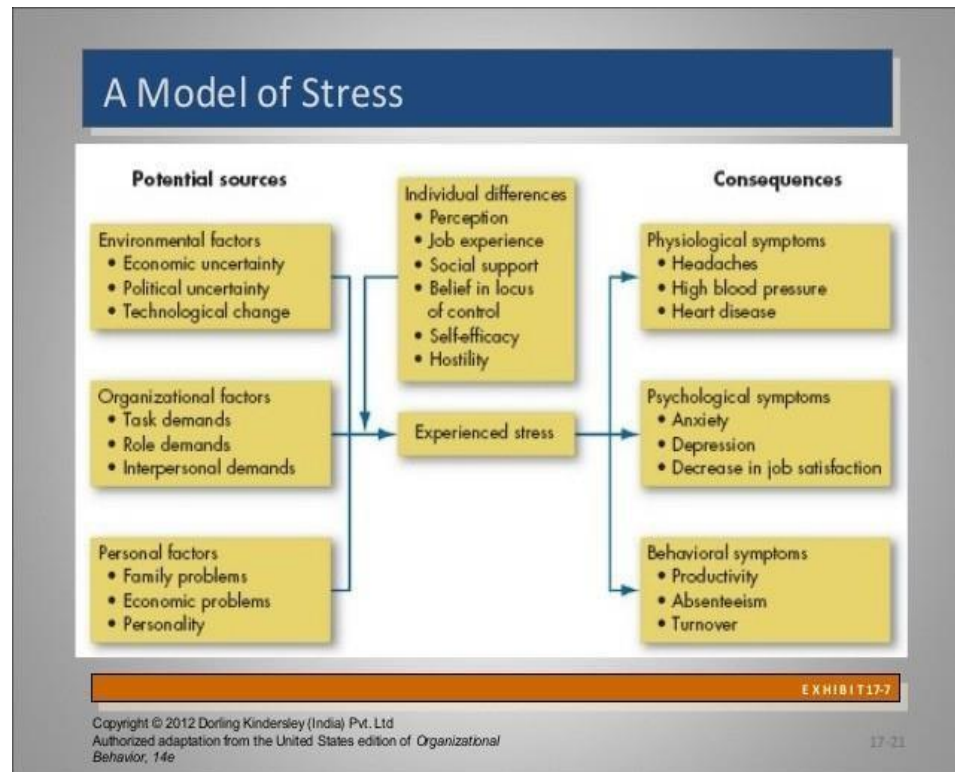 A Model of Stress
Potential sources
Environmental factors
• Economic uncertainty
• Political uncertainty
• Technological change
Organizational factors
• Task demands
• Role demands
• Interpersonal demands
Personal factors
• Family problems
• Economic problems
• Personality
Individual differences
• Perception
• Job experience
• Social support
• Belief in locus
of control
• Self-efficacy
• Hostility
Experienced stress
Consequences
Physiological symptoms
• Headaches
• High blood pressure
• Heart disease
Psychological symptoms
• Anxiety
• Depression
• Decrease in job satisfaction
Behavioral symptoms
• Productivity
• Absenteeism
• Turnover
EXHIBIT 17-7
Copyright © 2012 Dorling Kindersley (India) Pvt. Ltd
Authorized adaptation from the United States edition of Organizational
Behavior, 14e
17-21